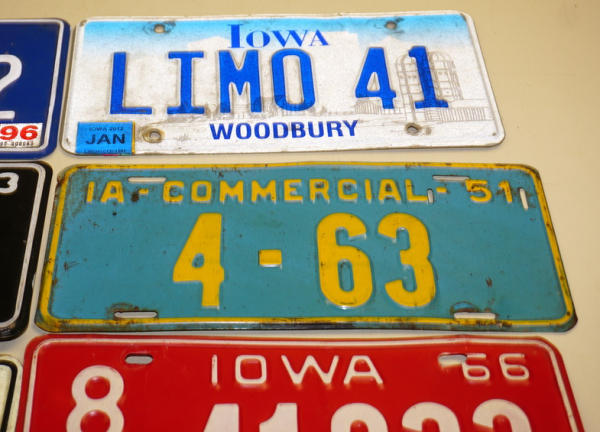 IOWA
LIMO 41
IOWA 2012
JAN
WOODBURY
2
96
IA-COMMERCIAL-51
4-63
3
IOWA 66
8